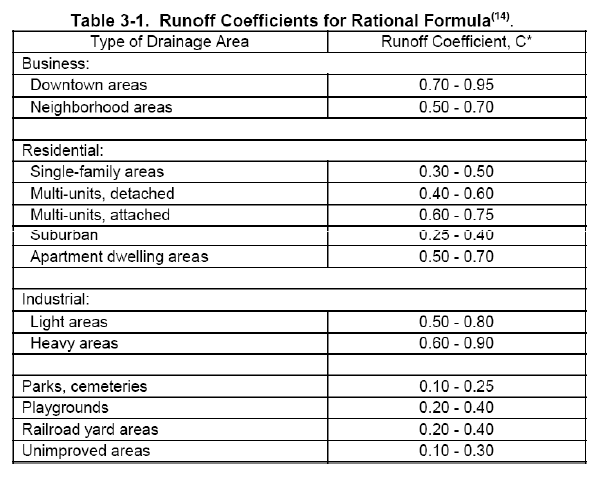 Table 3-1. Runoff Coefficients for Rational Formula(14).
Type of Drainage Area Runoff Coefficient, C*
Business:
Downtown areas 0.70 - 0.95
Neighborhood areas 0.50 - 0.70
Residential:
Single-family areas 0.30 - 0.50
Multi-units, detached 0.40 - 0.60
Multi-units, attached 0.60 - 0.75
Suburban 0.25 - 0.40
Apartment dwelling areas 0.50 - 0.70
Industrial:
Light areas 0.50 - 0.80
Heavy areas 0.60 - 0.90
Parks, cemeteries 0.10 - 0.25
Playgrounds 0.20 - 0.40
Railroad yard areas 0.20 - 0.40
Unimproved areas 0.10 - 0.30